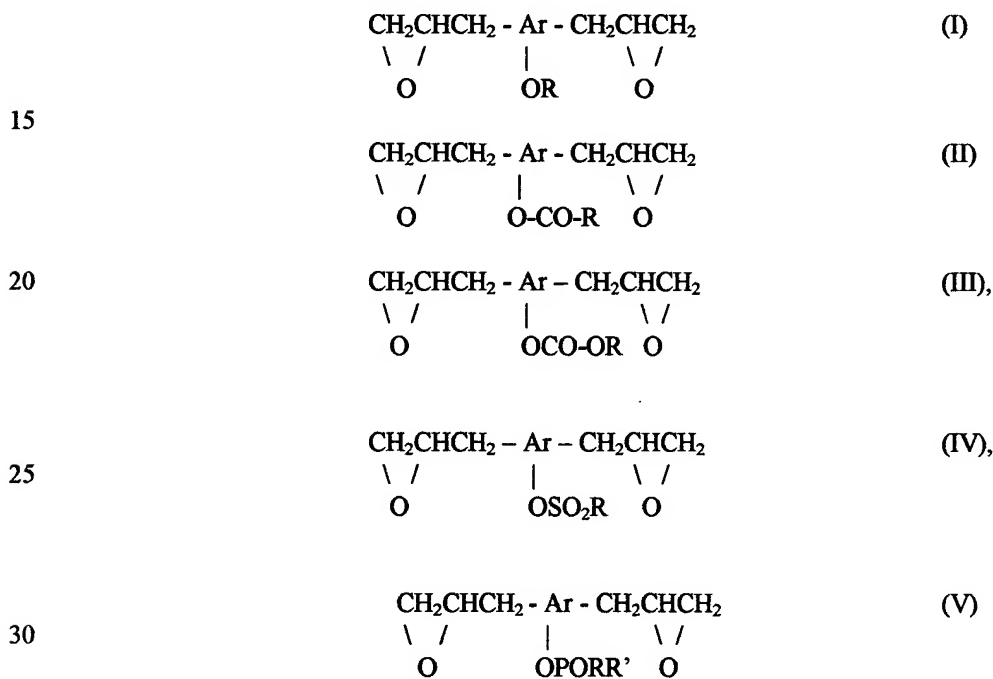 CH₂CHCH₂ - Ar - CH₂CHCH₂ (I)
\ / | \ /
O OR O
15
CH₂CHCH₂ - Ar - CH₂CHCH₂ (II)
\ / | \ /
O O-CO-R O
20 CH₂CHCH₂ - Ar – CH₂CHCH₂ (III),
\ / | \ /
O OCO-OR O
CH₂CHCH₂ – Ar – CH₂CHCH₂ (IV),
25 \ / | \ /
O OSO₂R O
CH₂CHCH₂ - Ar - CH₂CHCH₂ (V)
30 \ / | \ /
O OPORR’ O